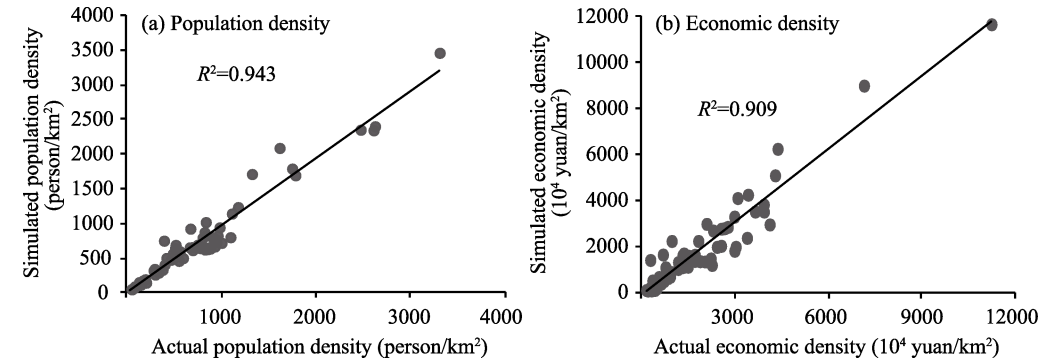 (a) Population density
R²=0.943
Simulated population density
(person/km²)
4000
3500
3000
2500
2000
1500
1000
500
0
1000
2000
3000
4000
Actual population density (person/km²)
(b) Economic density
R²=0.909
Simulated economic density
(10⁴ yuan/km²)
12000
10000
8000
6000
4000
2000
0
3000
6000
9000
12000
Actual economic density (10⁴ yuan/km²)